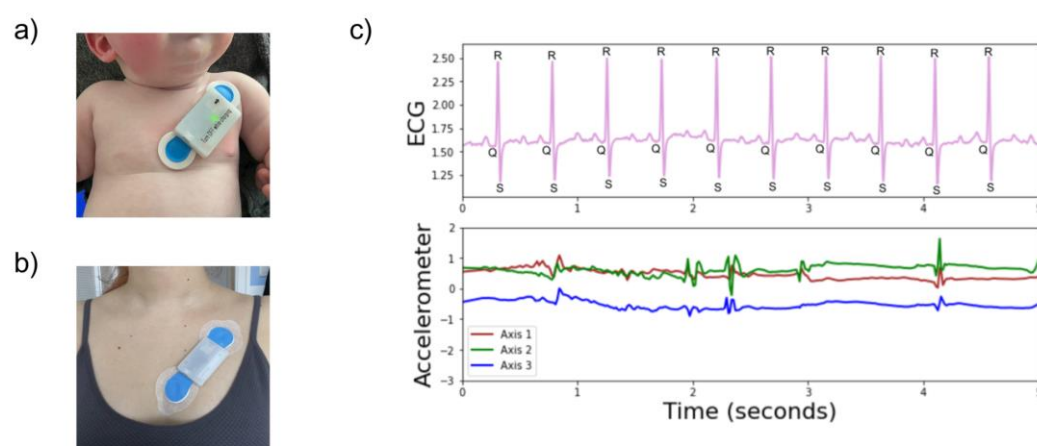 a)
b)
c)
R R R R R R R R R R
2.50
2.25
2.00
1.75
1.50
1.25
ECG
Q Q Q Q Q Q Q Q Q Q
S S S S S S S S S S
0 1 2 3 4 5
2
1
0
−1
−2
−3
Accelerometer
Axis 1
Axis 2
Axis 3
0 1 2 3 4 5
Time (seconds)